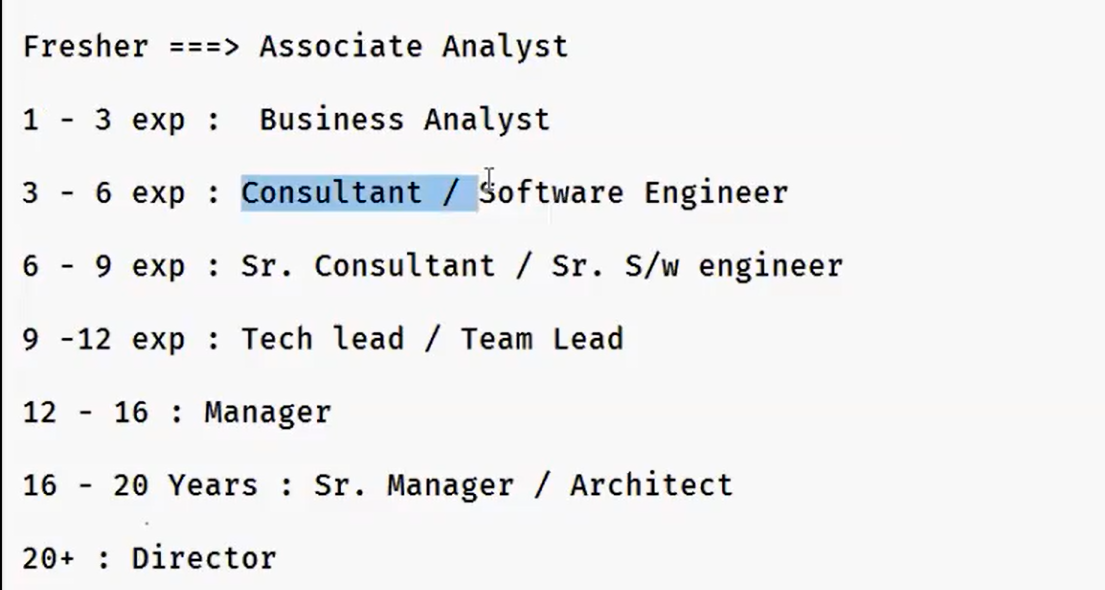 Fresher ===> Associate Analyst
1 - 3 exp :  Business Analyst
3 - 6 exp : Consultant / Software Engineer
6 - 9 exp : Sr. Consultant / Sr. S/w engineer
9 -12 exp : Tech lead / Team Lead
12 - 16 : Manager
16 - 20 Years : Sr. Manager / Architect
20+ : Director